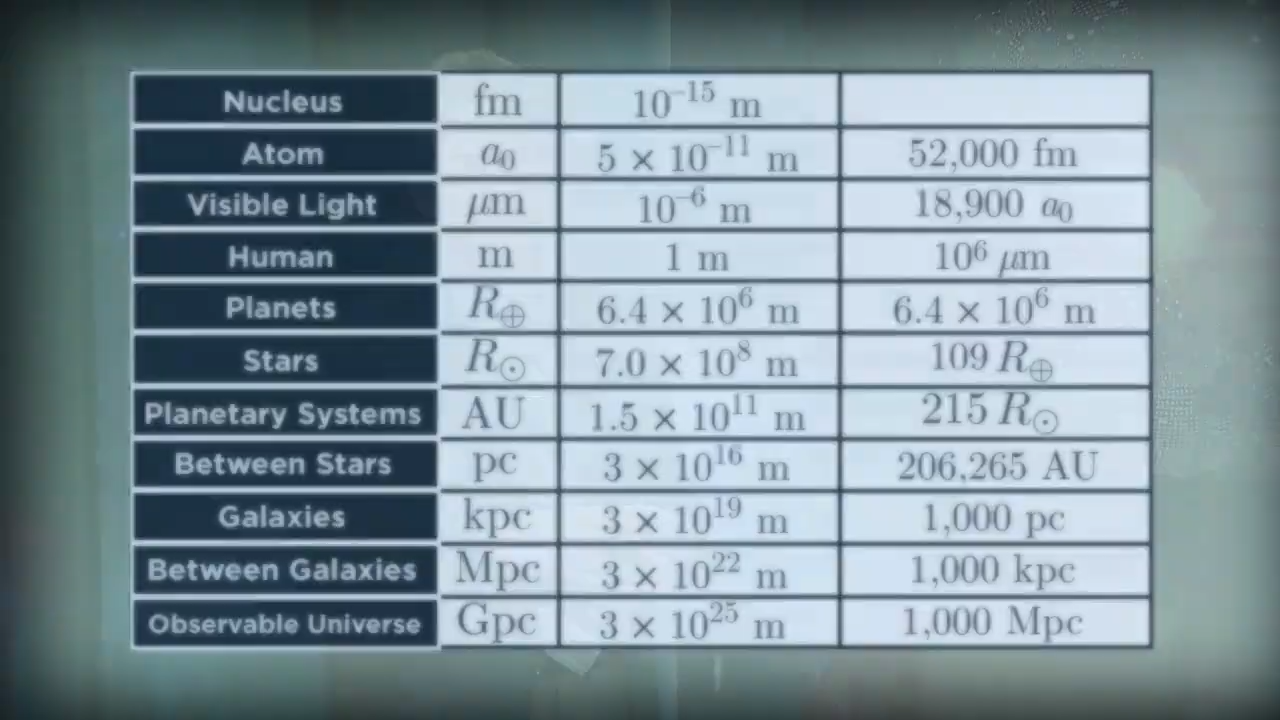 Nucleus fm 10⁻¹⁵ m
Atom a₀ 5 × 10⁻¹¹ m 52,000 fm
Visible Light μm 10⁻⁶ m 18,900 a₀
Human m 1 m 10⁶ μm
Planets R⊕ 6.4 × 10⁶ m 6.4 × 10⁶ m
Stars R☉ 7.0 × 10⁸ m 109 R⊕
Planetary Systems AU 1.5 × 10¹¹ m 215 R☉
Between Stars pc 3 × 10¹⁶ m 206,265 AU
Galaxies kpc 3 × 10¹⁹ m 1,000 pc
Between Galaxies Mpc 3 × 10²² m 1,000 kpc
Observable Universe Gpc 3 × 10²⁵ m 1,000 Mpc